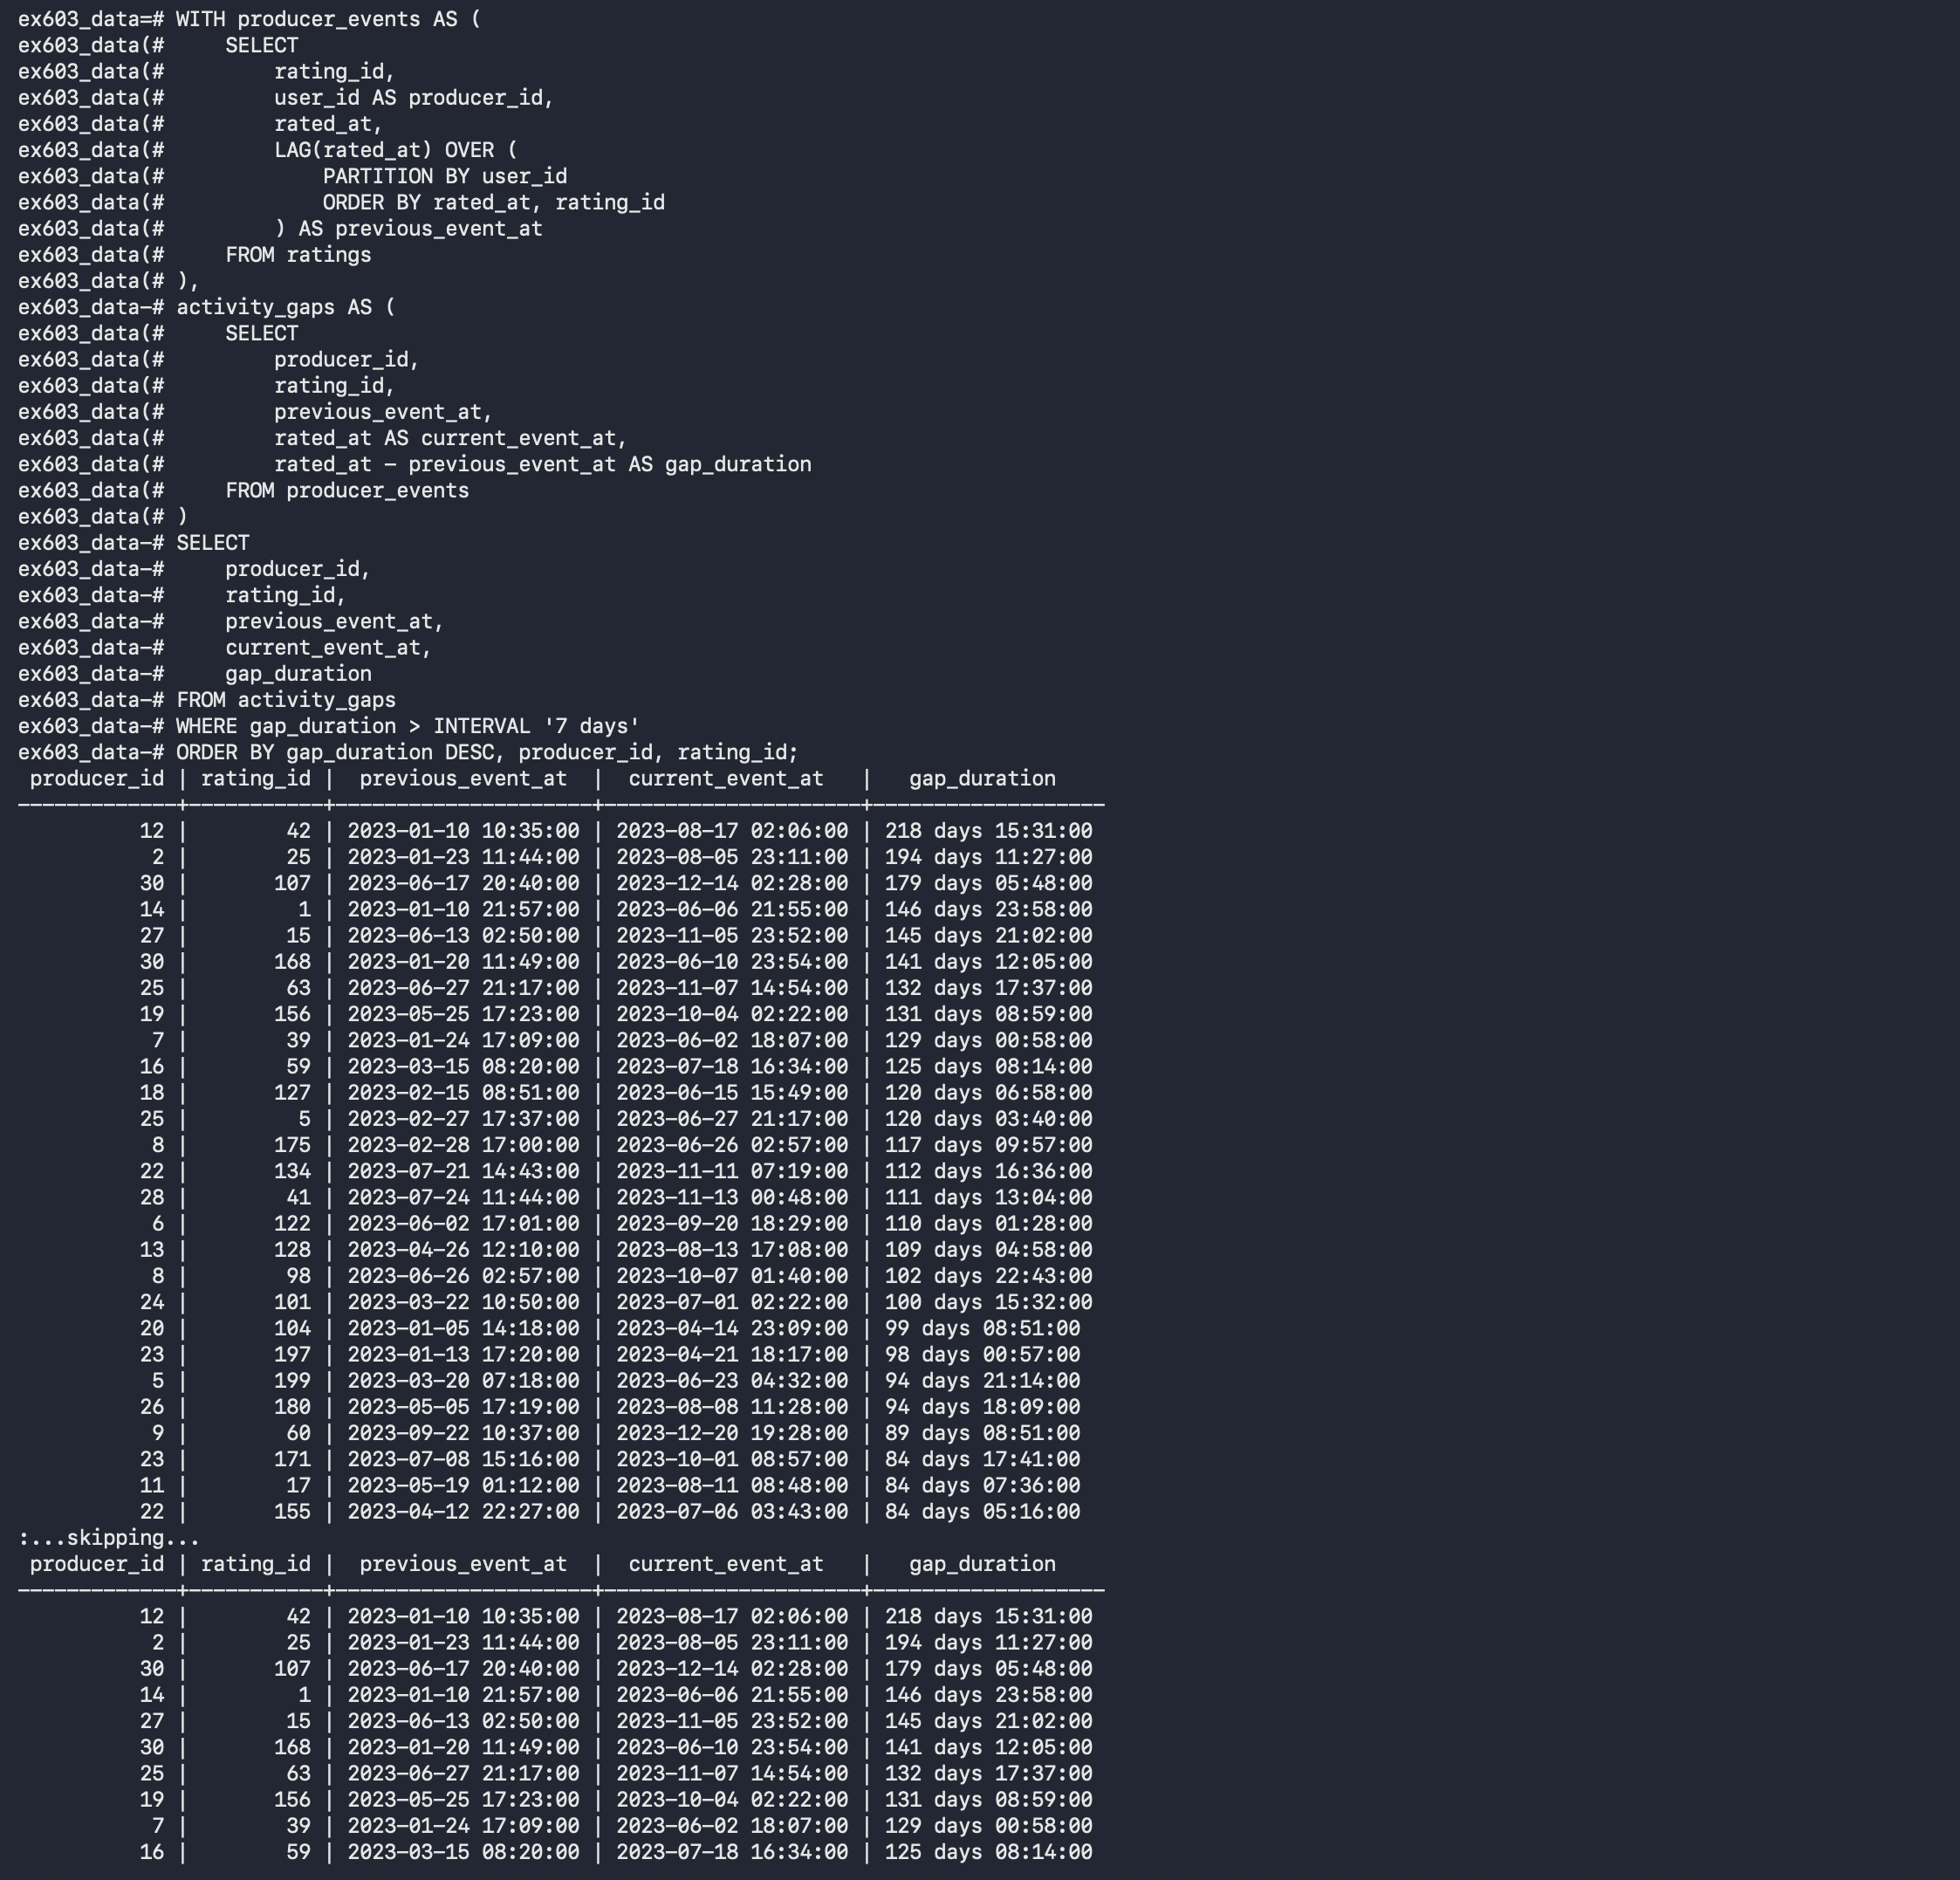 ex603_data=# WITH producer_events AS (
ex603_data(#     SELECT
ex603_data(#         rating_id,
ex603_data(#         user_id AS producer_id,
ex603_data(#         rated_at,
ex603_data(#         LAG(rated_at) OVER (
ex603_data(#             PARTITION BY user_id
ex603_data(#             ORDER BY rated_at, rating_id
ex603_data(#         ) AS previous_event_at
ex603_data(#     FROM ratings
ex603_data(# ),
ex603_data-# activity_gaps AS (
ex603_data(#     SELECT
ex603_data(#         producer_id,
ex603_data(#         rating_id,
ex603_data(#         previous_event_at,
ex603_data(#         rated_at AS current_event_at,
ex603_data(#         rated_at - previous_event_at AS gap_duration
ex603_data(#     FROM producer_events
ex603_data(# )
ex603_data-# SELECT
ex603_data-#     producer_id,
ex603_data-#     rating_id,
ex603_data-#     previous_event_at,
ex603_data-#     current_event_at,
ex603_data-#     gap_duration
ex603_data-# FROM activity_gaps
ex603_data-# WHERE gap_duration > INTERVAL '7 days'
ex603_data-# ORDER BY gap_duration DESC, producer_id, rating_id;
 producer_id | rating_id |  previous_event_at  |  current_event_at   |   gap_duration
-------------+-----------+---------------------+---------------------+-------------------
          12 |        42 | 2023-01-10 10:35:00 | 2023-08-17 02:06:00 | 218 days 15:31:00
           2 |        25 | 2023-01-23 11:44:00 | 2023-08-05 23:11:00 | 194 days 11:27:00
          30 |       107 | 2023-06-17 20:40:00 | 2023-12-14 02:28:00 | 179 days 05:48:00
          14 |         1 | 2023-01-10 21:57:00 | 2023-06-06 21:55:00 | 146 days 23:58:00
          27 |        15 | 2023-06-13 02:50:00 | 2023-11-05 23:52:00 | 145 days 21:02:00
          30 |       168 | 2023-01-20 11:49:00 | 2023-06-10 23:54:00 | 141 days 12:05:00
          25 |        63 | 2023-06-27 21:17:00 | 2023-11-07 14:54:00 | 132 days 17:37:00
          19 |       156 | 2023-05-25 17:23:00 | 2023-10-04 02:22:00 | 131 days 08:59:00
           7 |        39 | 2023-01-24 17:09:00 | 2023-06-02 18:07:00 | 129 days 00:58:00
          16 |        59 | 2023-03-15 08:20:00 | 2023-07-18 16:34:00 | 125 days 08:14:00
          18 |       127 | 2023-02-15 08:51:00 | 2023-06-15 15:49:00 | 120 days 06:58:00
          25 |         5 | 2023-02-27 17:37:00 | 2023-06-27 21:17:00 | 120 days 03:40:00
           8 |       175 | 2023-02-28 17:00:00 | 2023-06-26 02:57:00 | 117 days 09:57:00
          22 |       134 | 2023-07-21 14:43:00 | 2023-11-11 07:19:00 | 112 days 16:36:00
          28 |        41 | 2023-07-24 11:44:00 | 2023-11-13 00:48:00 | 111 days 13:04:00
           6 |       122 | 2023-06-02 17:01:00 | 2023-09-20 18:29:00 | 110 days 01:28:00
          13 |       128 | 2023-04-26 12:10:00 | 2023-08-13 17:08:00 | 109 days 04:58:00
           8 |        98 | 2023-06-26 02:57:00 | 2023-10-07 01:40:00 | 102 days 22:43:00
          24 |       101 | 2023-03-22 10:50:00 | 2023-07-01 02:22:00 | 100 days 15:32:00
          20 |       104 | 2023-01-05 14:18:00 | 2023-04-14 23:09:00 | 99 days 08:51:00
          23 |       197 | 2023-01-13 17:20:00 | 2023-04-21 18:17:00 | 98 days 00:57:00
           5 |       199 | 2023-03-20 07:18:00 | 2023-06-23 04:32:00 | 94 days 21:14:00
          26 |       180 | 2023-05-05 17:19:00 | 2023-08-08 11:28:00 | 94 days 18:09:00
           9 |        60 | 2023-09-22 10:37:00 | 2023-12-20 19:28:00 | 89 days 08:51:00
          23 |       171 | 2023-07-08 15:16:00 | 2023-10-01 08:57:00 | 84 days 17:41:00
          11 |        17 | 2023-05-19 01:12:00 | 2023-08-11 08:48:00 | 84 days 07:36:00
          22 |       155 | 2023-04-12 22:27:00 | 2023-07-06 03:43:00 | 84 days 05:16:00
:...skipping...
 producer_id | rating_id |  previous_event_at  |  current_event_at   |   gap_duration
-------------+-----------+---------------------+---------------------+-------------------
          12 |        42 | 2023-01-10 10:35:00 | 2023-08-17 02:06:00 | 218 days 15:31:00
           2 |        25 | 2023-01-23 11:44:00 | 2023-08-05 23:11:00 | 194 days 11:27:00
          30 |       107 | 2023-06-17 20:40:00 | 2023-12-14 02:28:00 | 179 days 05:48:00
          14 |         1 | 2023-01-10 21:57:00 | 2023-06-06 21:55:00 | 146 days 23:58:00
          27 |        15 | 2023-06-13 02:50:00 | 2023-11-05 23:52:00 | 145 days 21:02:00
          30 |       168 | 2023-01-20 11:49:00 | 2023-06-10 23:54:00 | 141 days 12:05:00
          25 |        63 | 2023-06-27 21:17:00 | 2023-11-07 14:54:00 | 132 days 17:37:00
          19 |       156 | 2023-05-25 17:23:00 | 2023-10-04 02:22:00 | 131 days 08:59:00
           7 |        39 | 2023-01-24 17:09:00 | 2023-06-02 18:07:00 | 129 days 00:58:00
          16 |        59 | 2023-03-15 08:20:00 | 2023-07-18 16:34:00 | 125 days 08:14:00